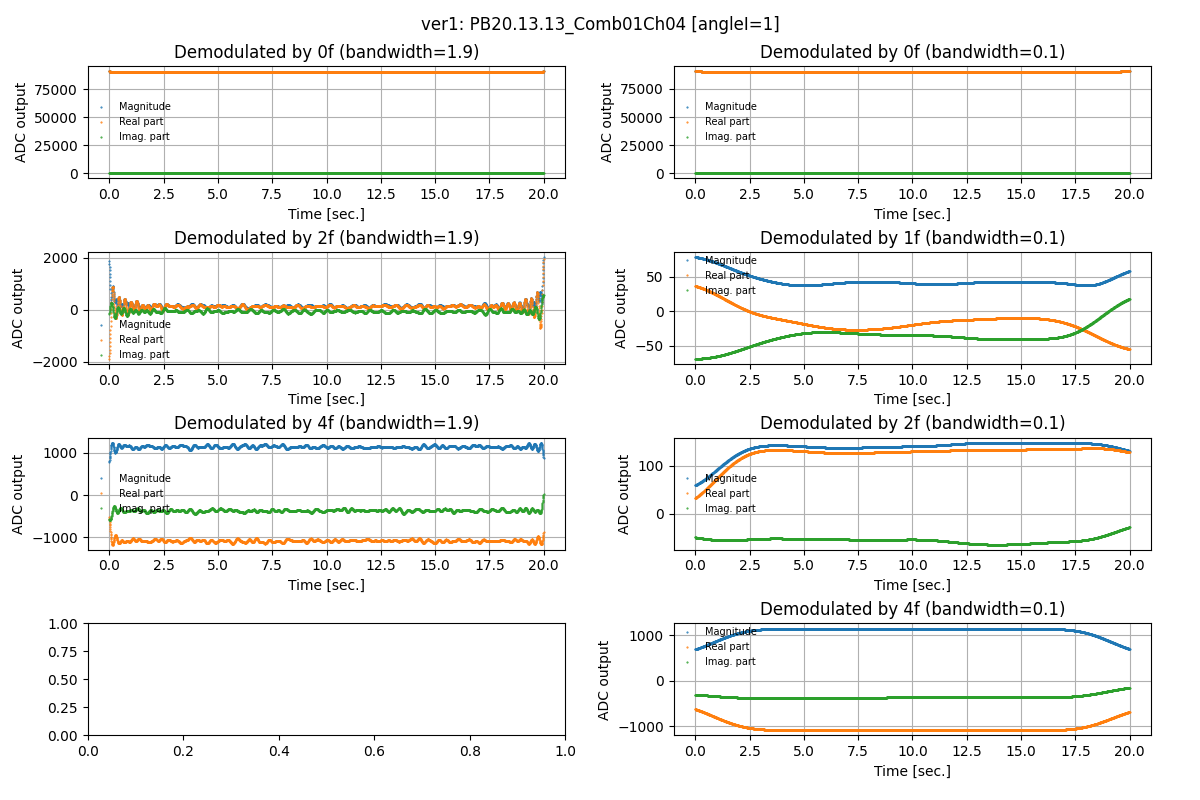 ver1: PB20.13.13_Comb01Ch04 [angleI=1]
Demodulated by 0f (bandwidth=1.9)
ADC output
75000
50000
25000
0
Magnitude
Real part
Imag. part
0.0 2.5 5.0 7.5 10.0 12.5 15.0 17.5 20.0
Time [sec.]
Demodulated by 0f (bandwidth=0.1)
ADC output
75000
50000
25000
0
Magnitude
Real part
Imag. part
0.0 2.5 5.0 7.5 10.0 12.5 15.0 17.5 20.0
Time [sec.]
Demodulated by 2f (bandwidth=1.9)
ADC output
2000
0
−2000
Magnitude
Real part
Imag. part
0.0 2.5 5.0 7.5 10.0 12.5 15.0 17.5 20.0
Time [sec.]
Demodulated by 1f (bandwidth=0.1)
ADC output
50
0
−50
Magnitude
Real part
Imag. part
0.0 2.5 5.0 7.5 10.0 12.5 15.0 17.5 20.0
Time [sec.]
Demodulated by 4f (bandwidth=1.9)
ADC output
1000
0
−1000
Magnitude
Real part
Imag. part
0.0 2.5 5.0 7.5 10.0 12.5 15.0 17.5 20.0
Time [sec.]
Demodulated by 2f (bandwidth=0.1)
ADC output
100
0
Magnitude
Real part
Imag. part
0.0 2.5 5.0 7.5 10.0 12.5 15.0 17.5 20.0
Time [sec.]
1.00
0.75
0.50
0.25
0.00
0.0 0.2 0.4 0.6 0.8 1.0
Demodulated by 4f (bandwidth=0.1)
ADC output
1000
0
−1000
Magnitude
Real part
Imag. part
0.0 2.5 5.0 7.5 10.0 12.5 15.0 17.5 20.0
Time [sec.]